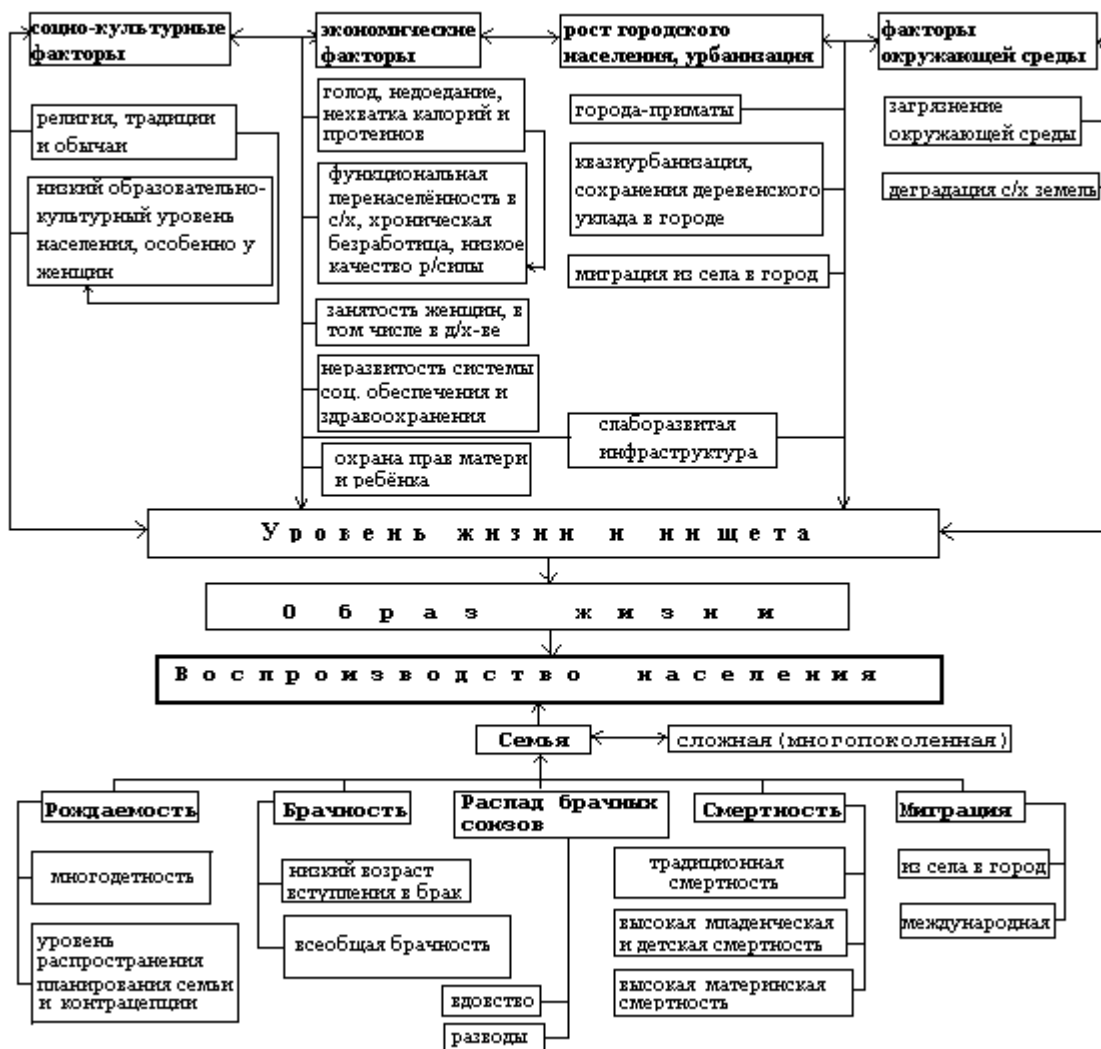 социо-культурные
факторы
экономические
факторы
рост городского
населения, урбанизация
факторы
окружающей среды
религия, традиции
и обычаи
низкий образовательно-
культурный уровень
населения, особенно у
женщин
голод, недоедание,
нехватка калорий и
протеинов
функциональная
перенаселённость в
с/х, хроническая
безработица, низкое
качество р/силы
занятость женщин, в
том числе в д/х-ве
неразвитость системы
соц. обеспечения и
здравоохранения
охрана прав матери
и ребёнка
города-приматы
квазиурбанизация,
сохранения деревенского
уклада в городе
миграция из села в город
слаборазвитая
инфраструктура
загрязнение
окружающей среды
деградация с/х земель
Уровень жизни и нищета
Образ жизни
Воспроизводство населения
Семья
сложная (многопоколенная)
Рождаемость
многодетность
уровень
распространения
планирования семьи
и контрацепции
Брачность
низкий возраст
вступления в брак
всеобщая брачность
Распад брачных
союзов
вдовство
разводы
Смертность
традиционная
смертность
высокая младенческая
и детская смертность
высокая материнская
смертность
Миграция
из села в город
международная